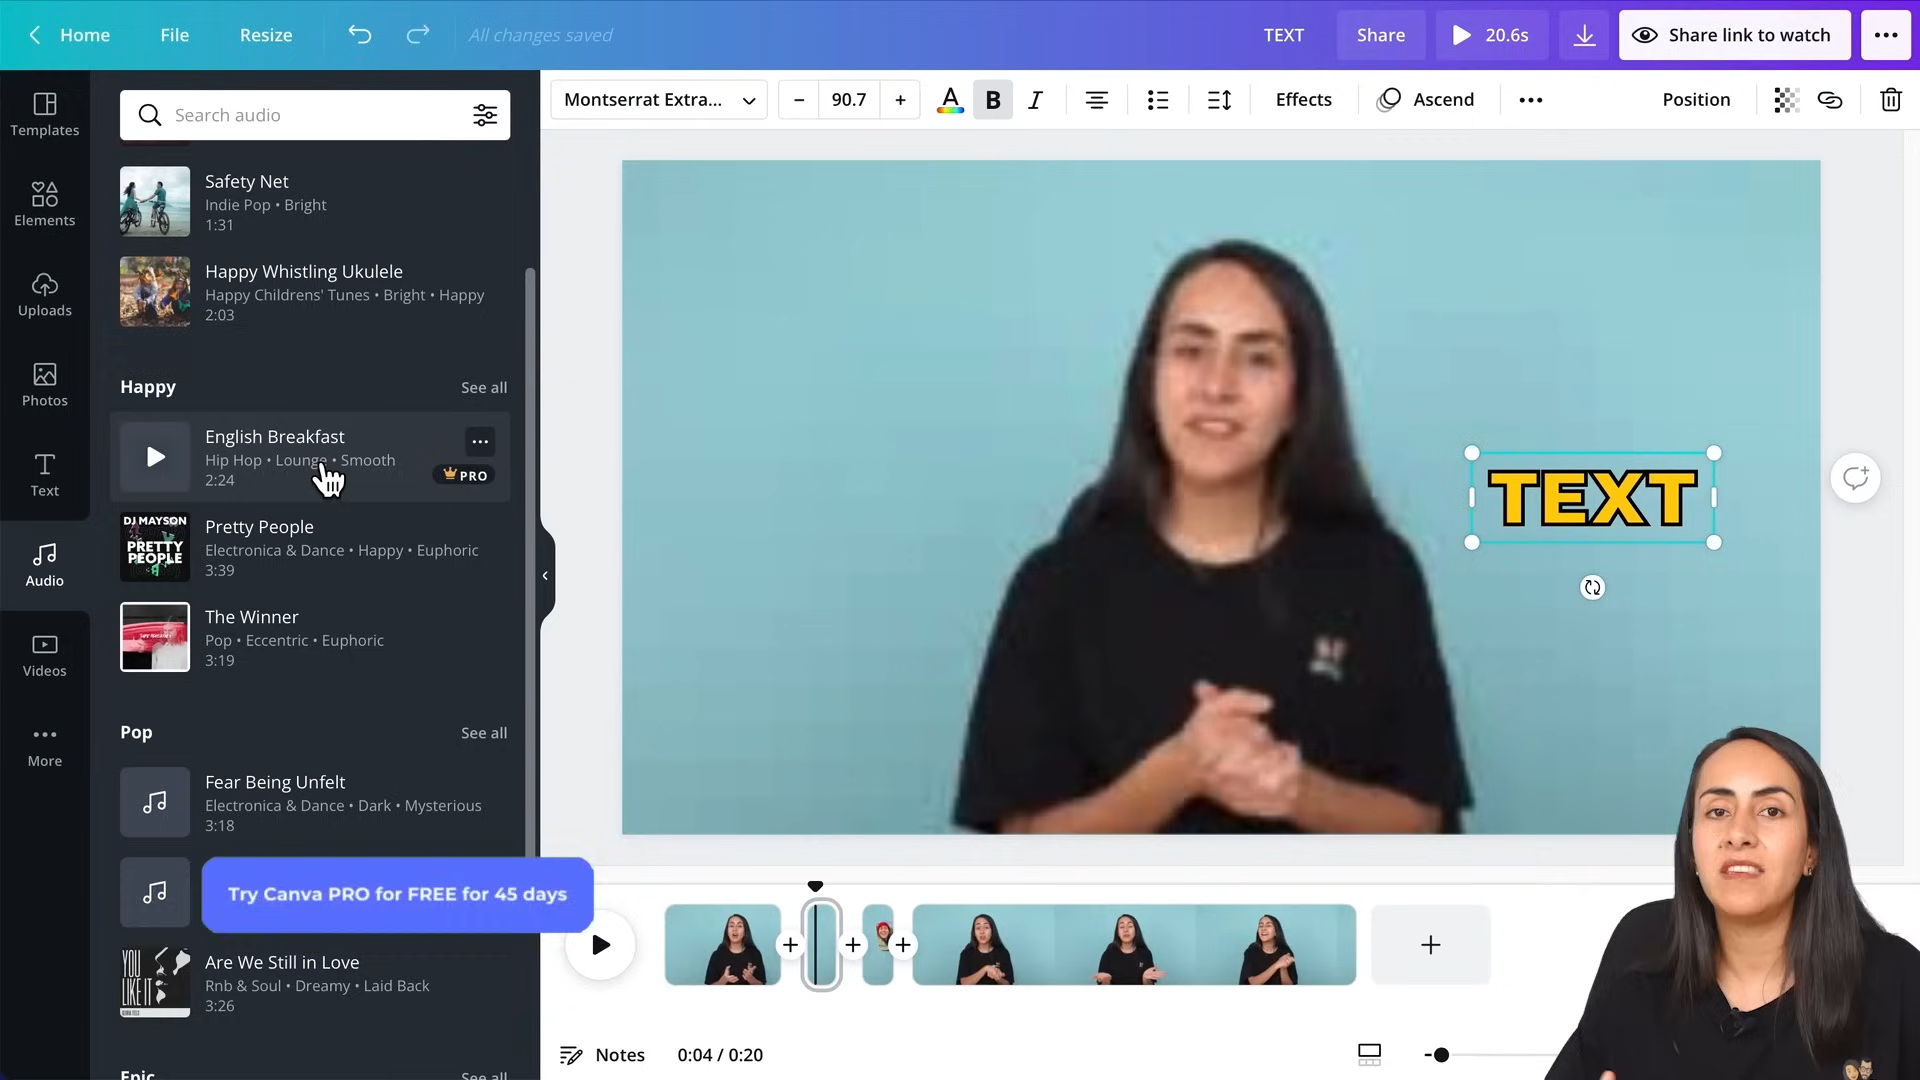 Home File Resize All changes saved TEXT Share 20.6s Share link to watch
Templates
Elements
Uploads
Photos
Text
Audio
Videos
More
Search audio
Safety Net
Indie Pop • Bright
1:31
Happy Whistling Ukulele
Happy Childrens' Tunes • Bright • Happy
2:03
Happy See all
English Breakfast
Hip Hop • Lounge • Smooth
2:24 PRO
DJ MAYSON
PRETTY
PEOPLE
Pretty People
Electronica & Dance • Happy • Euphoric
3:39
The Winner
Pop • Eccentric • Euphoric
3:19
Pop See all
Fear Being Unfelt
Electronica & Dance • Dark • Mysterious
3:18
Try Canva PRO for FREE for 45 days
YOU
LIKE IT
Are We Still in Love
Rnb & Soul • Dreamy • Laid Back
3:26
Epic See all
Montserrat Extra... – 90.7 + A B I Effects Ascend Position
TEXT
Notes 0:04 / 0:20